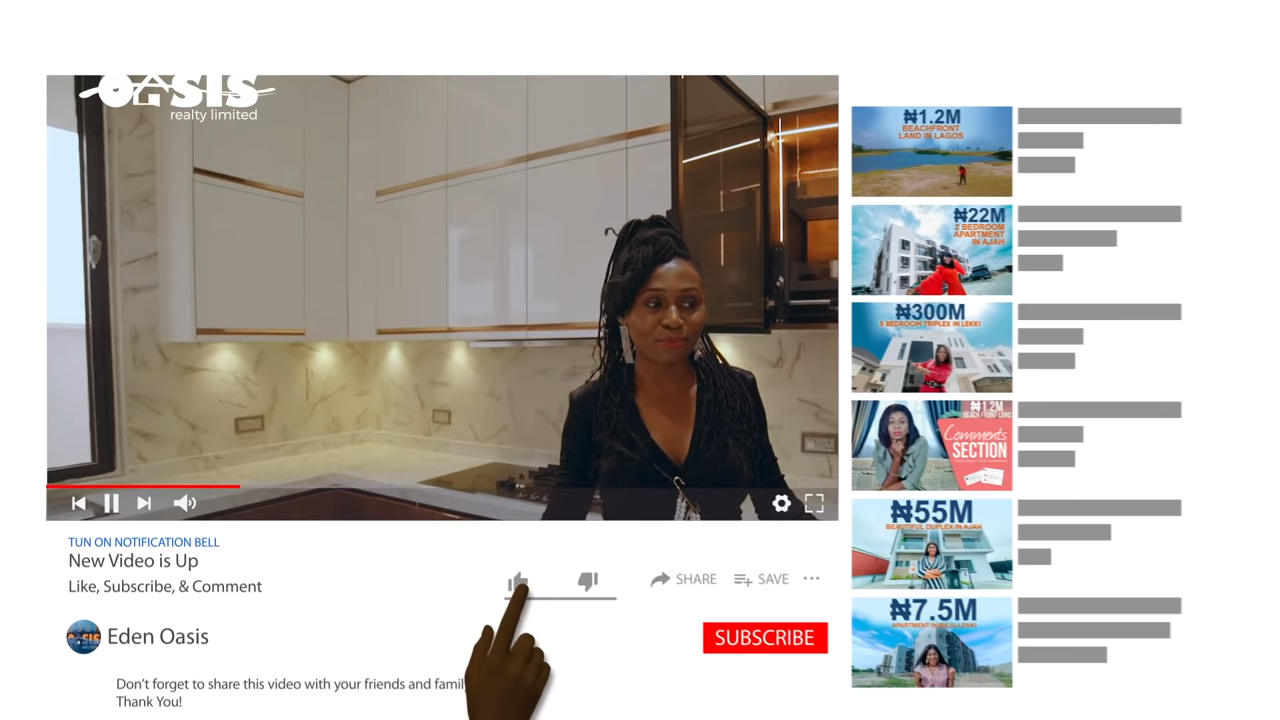 OASIS
realty limited
TUN ON NOTIFICATION BELL
New Video is Up
Like, Subscribe, & Comment
SHARE
SAVE
Eden Oasis
SUBSCRIBE
Don't forget to share this video with your friends and famil
Thank You!
₦1.2M
BEACHFRONT
LAND IN LAGOS
₦22M
2 BEDROOM
APARTMENT
IN AJAH
₦300M
5 BEDROOM TRIPLEX IN LEKKI
₦1.2M
BEACH FRONT LAND
Comments
SECTION
₦55M
BEAUTIFUL DUPLEX IN AJAH
₦7.5M